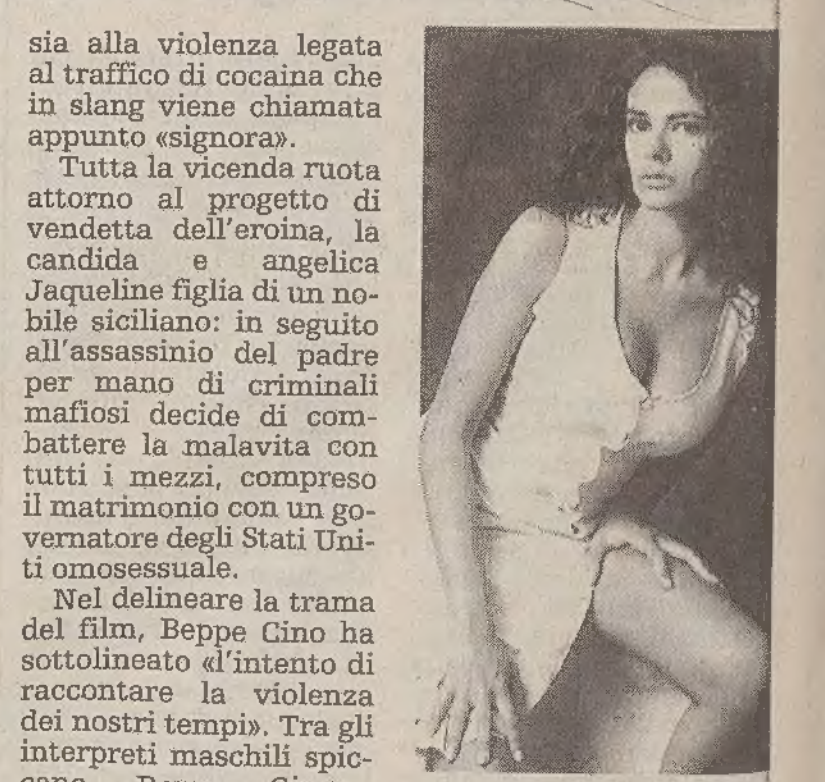 sia alla violenza legata
al traffico di cocaina che
in slang viene chiamata
appunto «signora».
Tutta la vicenda ruota
attorno al progetto di
vendetta dell'eroina, la
candida e angelica
Jaqueline figlia di un no-
bile siciliano: in seguito
all'assassinio del padre
per mano di criminali
mafiosi decide di com-
battere la malavita con
tutti i mezzi, compreso
il matrimonio con un go-
vernatore degli Stati Uni-
ti omosessuale.
Nel delineare la trama
del film, Beppe Cino ha
sottolineato «l'intento di
raccontare la violenza
dei nostri tempi». Tra gli
interpreti maschili spic-